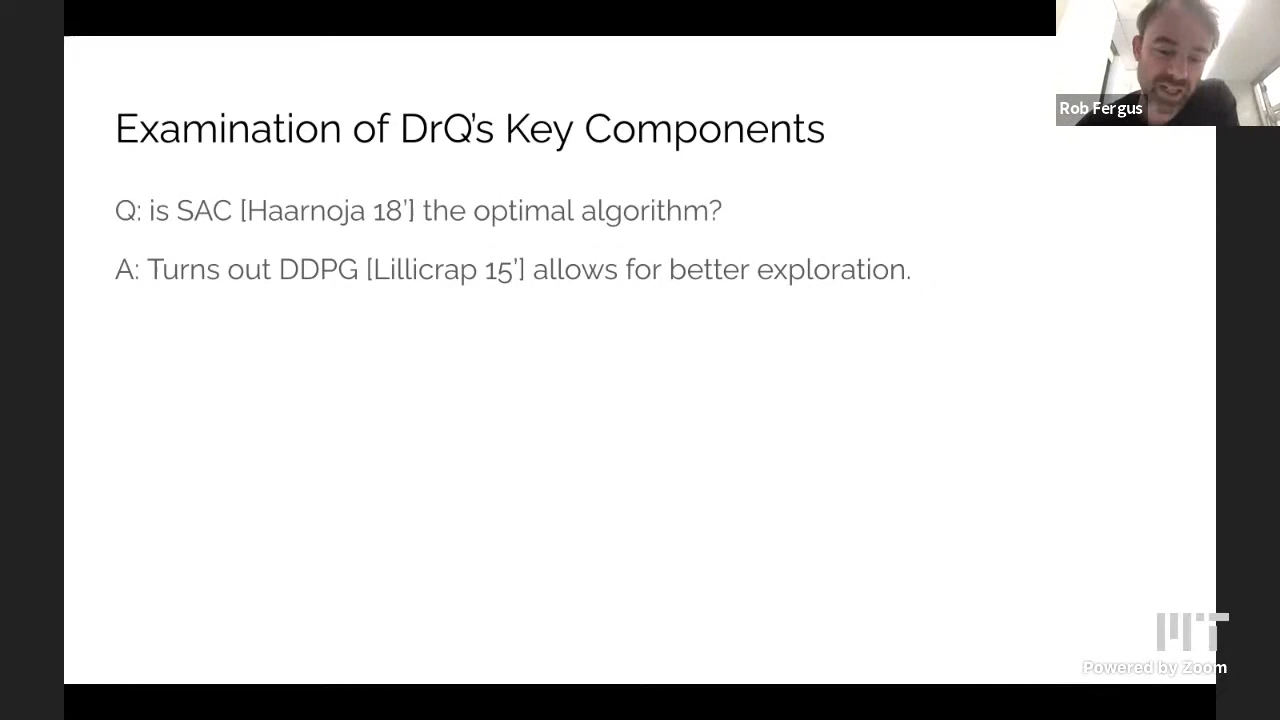 Rob Fergus
Examination of DrQ's Key Components
Q: is SAC [Haarnoja 18'] the optimal algorithm?
A: Turns out DDPG [Lillicrap 15'] allows for better exploration.
MIT
Powered by Zoom